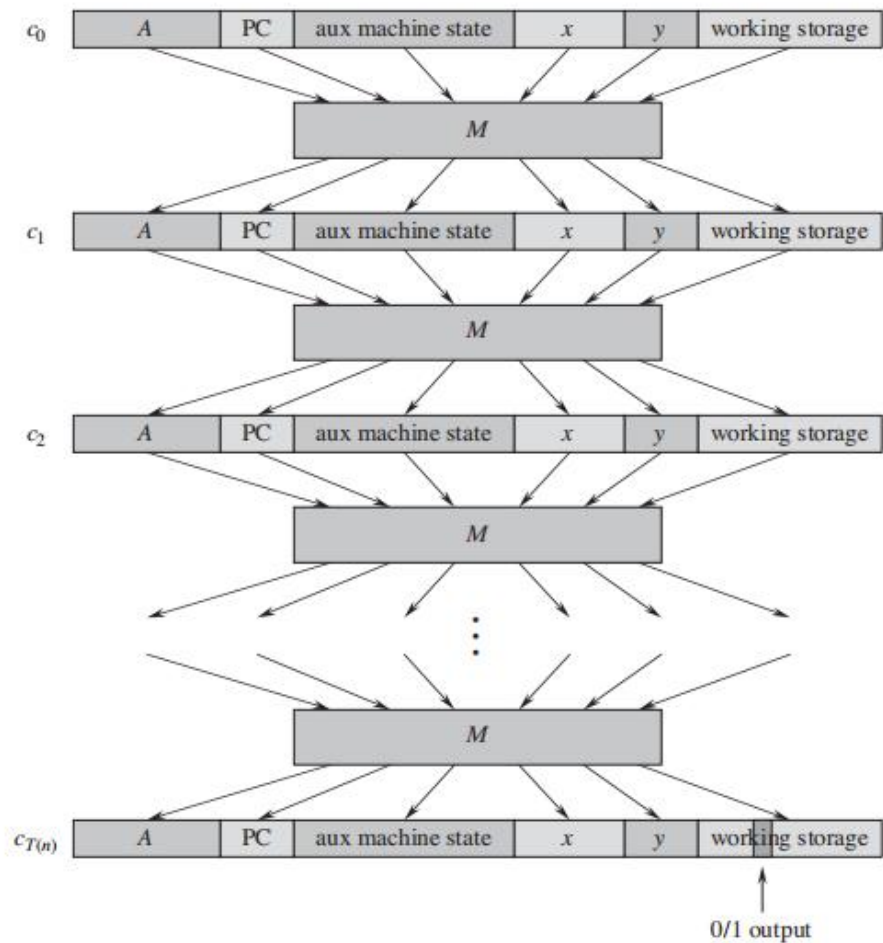 c0 A PC aux machine state x y working storage
M
c1 A PC aux machine state x y working storage
M
c2 A PC aux machine state x y working storage
M
M
cT(n) A PC aux machine state x y working storage
0/1 output